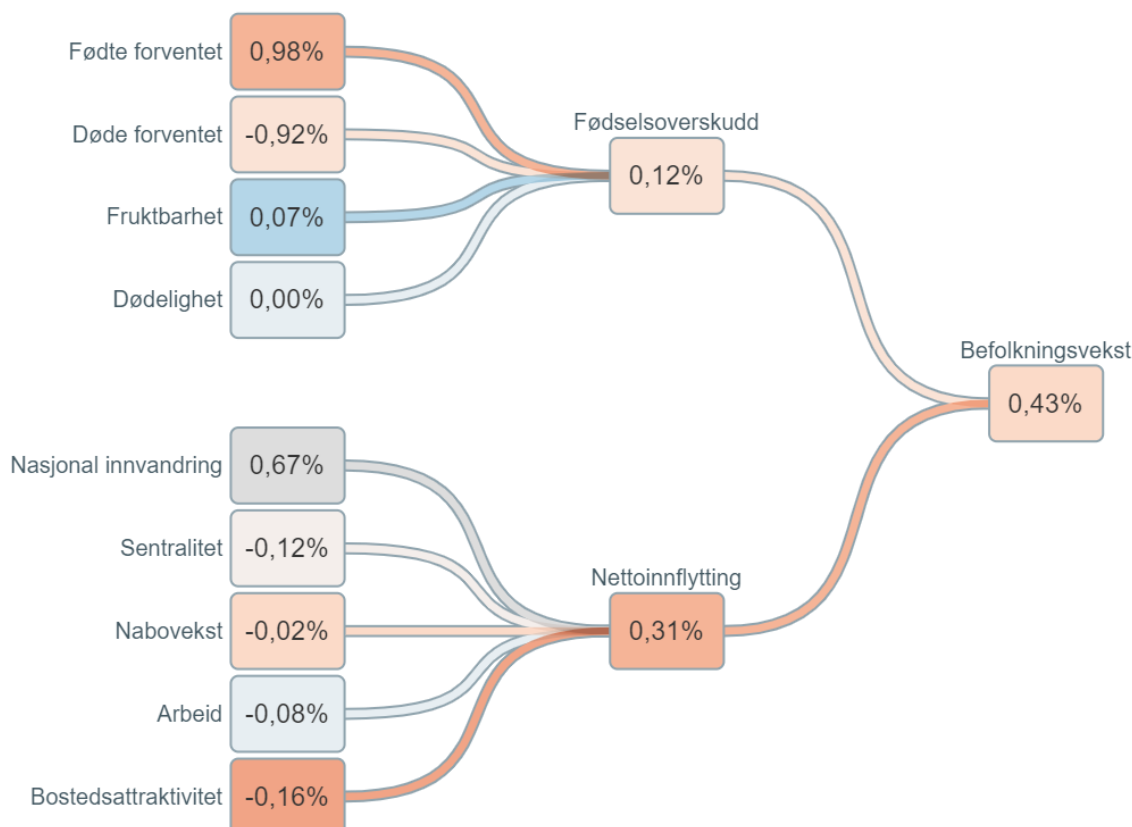 Fødte forventet 0,98%
Døde forventet -0,92%
Fruktbarhet 0,07%
Dødelighet 0,00%
Fødselsoverskudd
0,12%
Nasjonal innvandring 0,67%
Sentralitet -0,12%
Nabovekst -0,02%
Arbeid -0,08%
Bostedsattraktivitet -0,16%
Nettoinnflytting
0,31%
Befolkningsvekst
0,43%